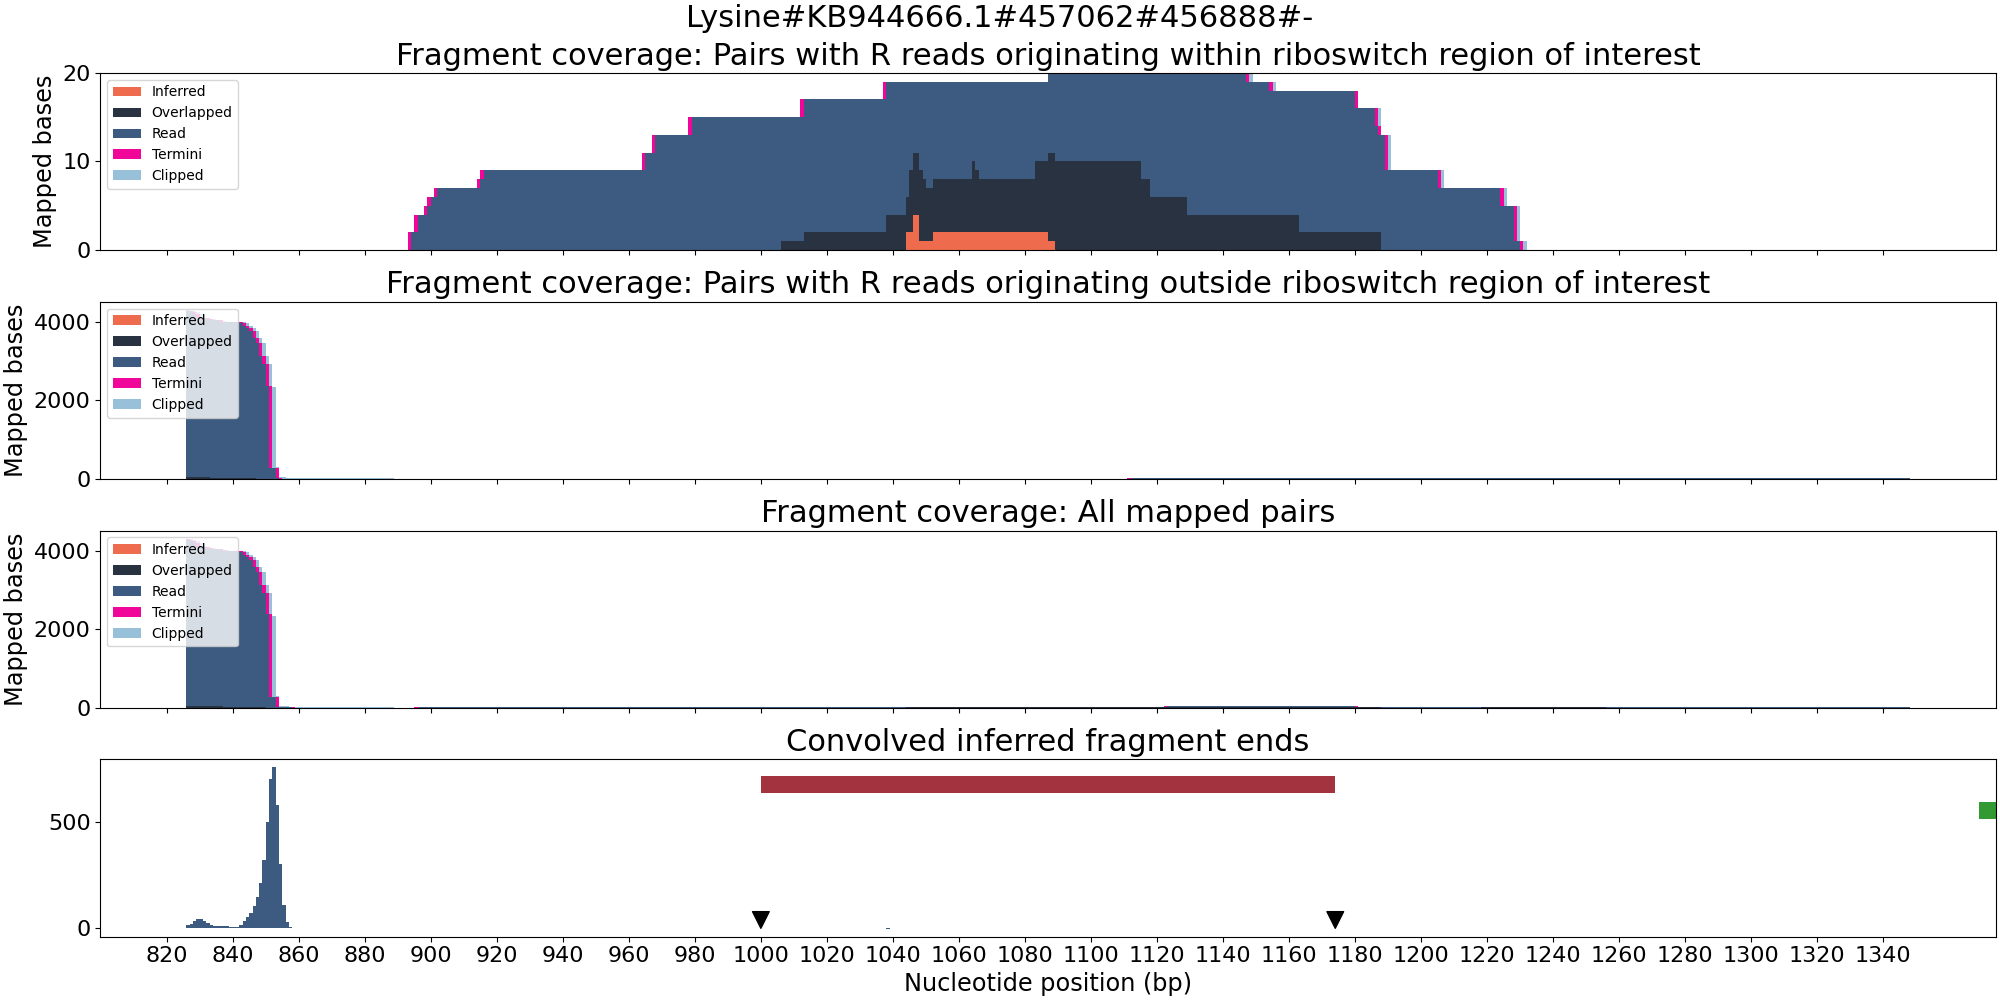 Lysine#KB944666.1#457062#456888#-
Fragment coverage: Pairs with R reads originating within riboswitch region of interest
Mapped bases
20
10
0
Inferred
Overlapped
Read
Termini
Clipped
Fragment coverage: Pairs with R reads originating outside riboswitch region of interest
Mapped bases
4000
2000
0
Inferred
Overlapped
Read
Termini
Clipped
Fragment coverage: All mapped pairs
Mapped bases
4000
2000
0
Inferred
Overlapped
Read
Termini
Clipped
Convolved inferred fragment ends
500
0
820 840 860 880 900 920 940 960 980 1000 1020 1040 1060 1080 1100 1120 1140 1160 1180 1200 1220 1240 1260 1280 1300 1320 1340
Nucleotide position (bp)